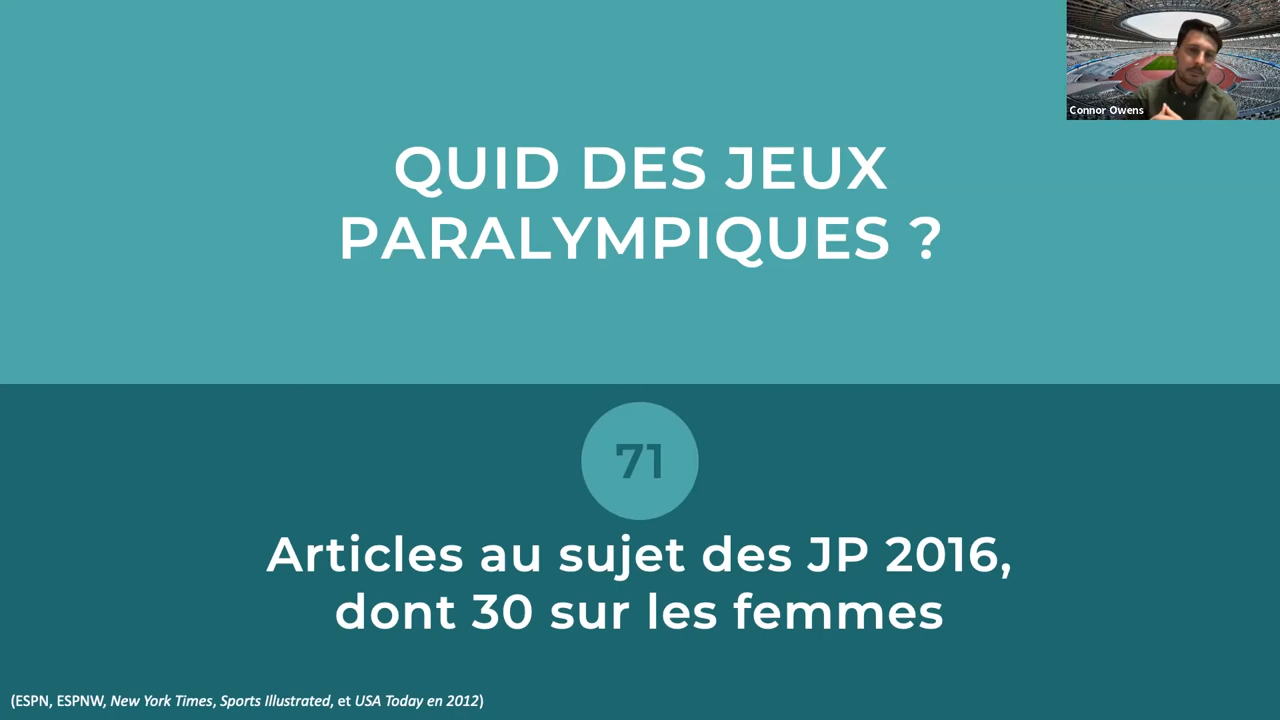 Connor Owens
QUID DES JEUX
PARALYMPIQUES ?
71
Articles au sujet des JP 2016,
dont 30 sur les femmes
(ESPN, ESPNW, New York Times, Sports Illustrated, et USA Today en 2012)